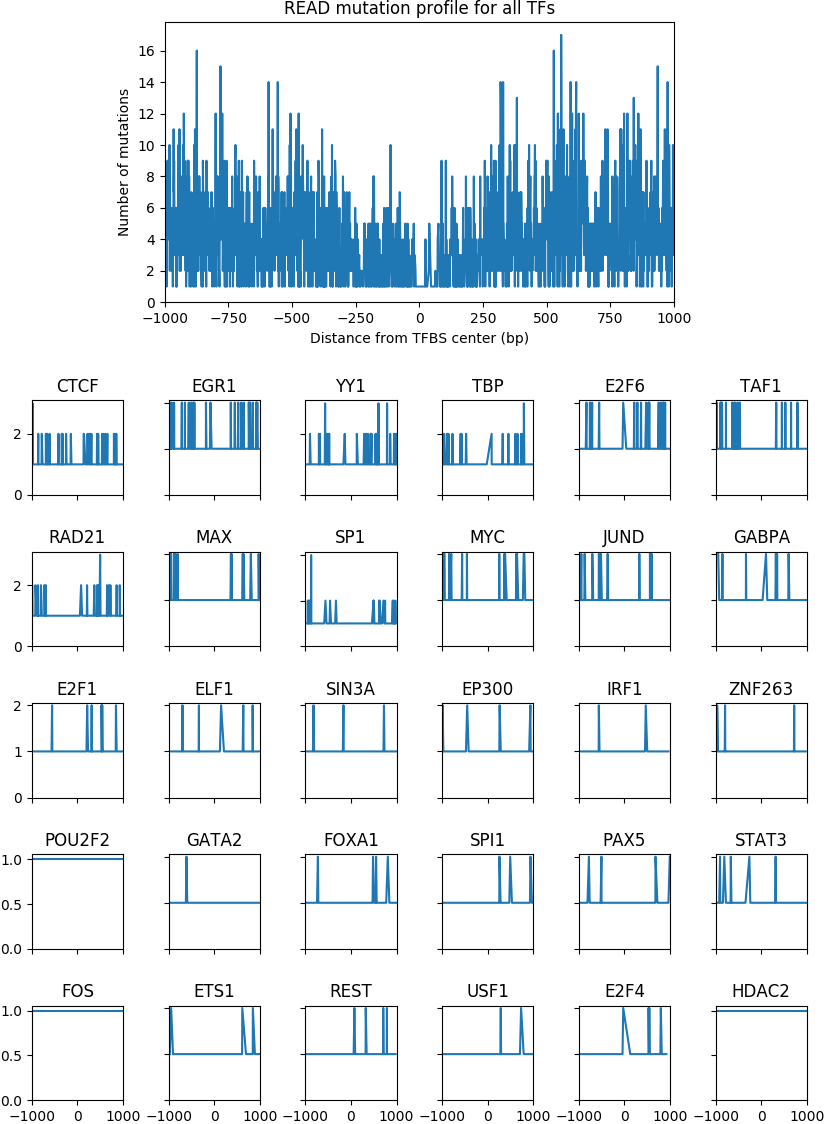 READ mutation profile for all TFs
Number of mutations
16
14
12
10
8
6
4
2
0
−1000 −750 −500 −250 0 250 500 750 1000
Distance from TFBS center (bp)
CTCF EGR1 YY1 TBP E2F6 TAF1
2
0
RAD21 MAX SP1 MYC JUND GABPA
2
0
E2F1 ELF1 SIN3A EP300 IRF1 ZNF263
2
1
0
POU2F2 GATA2 FOXA1 SPI1 PAX5 STAT3
1.0
0.5
0.0
FOS ETS1 REST USF1 E2F4 HDAC2
1.0
0.5
0.0
−1000 0 1000 −1000 0 1000 −1000 0 1000 −1000 0 1000 −1000 0 1000 −1000 0 1000